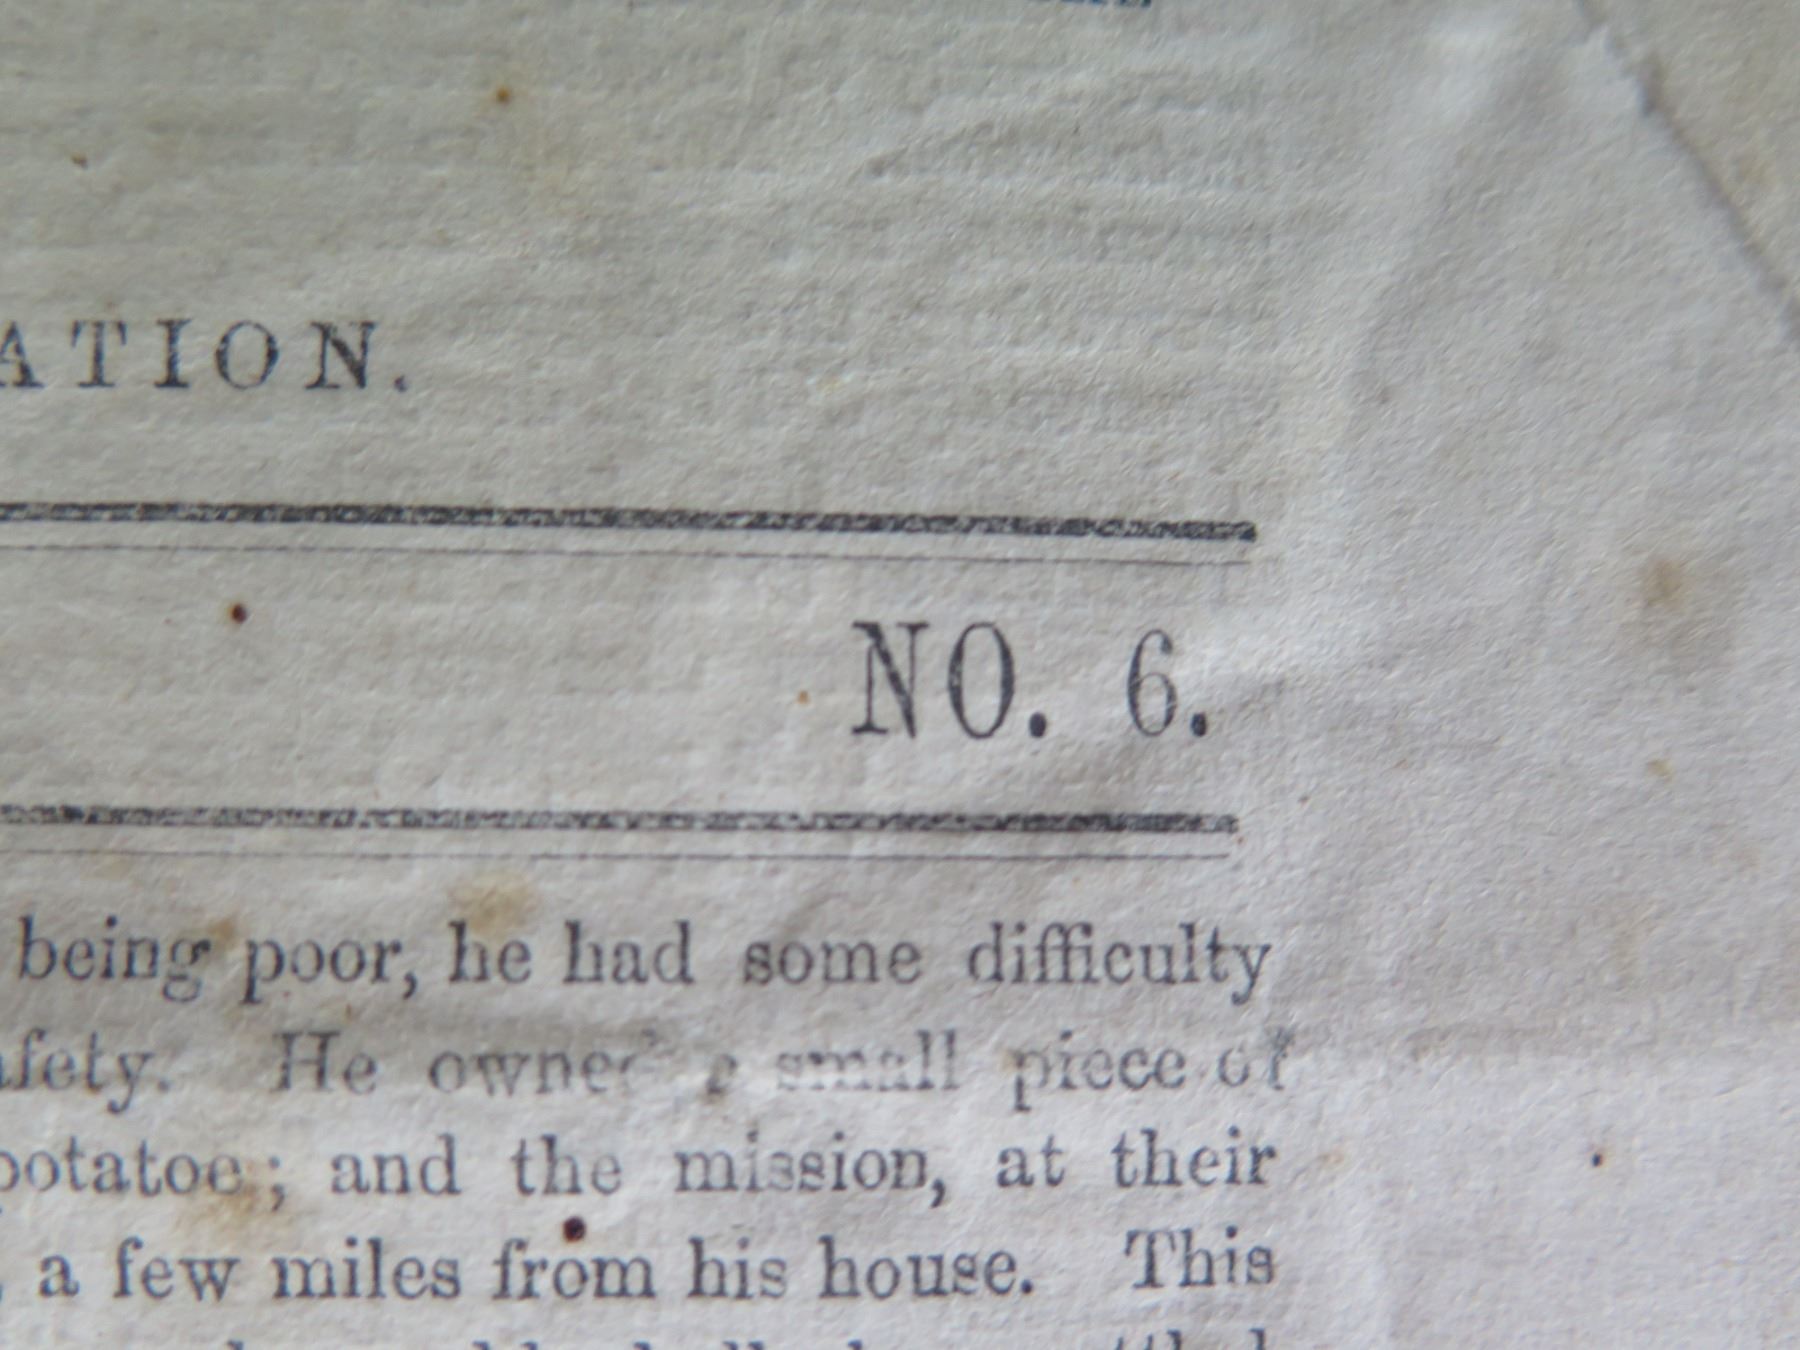 ATION.
NO. 6.
being poor, he had some difficulty
afety. He owned a small piece of
potatoe; and the mission, at their
a few miles from his house. This